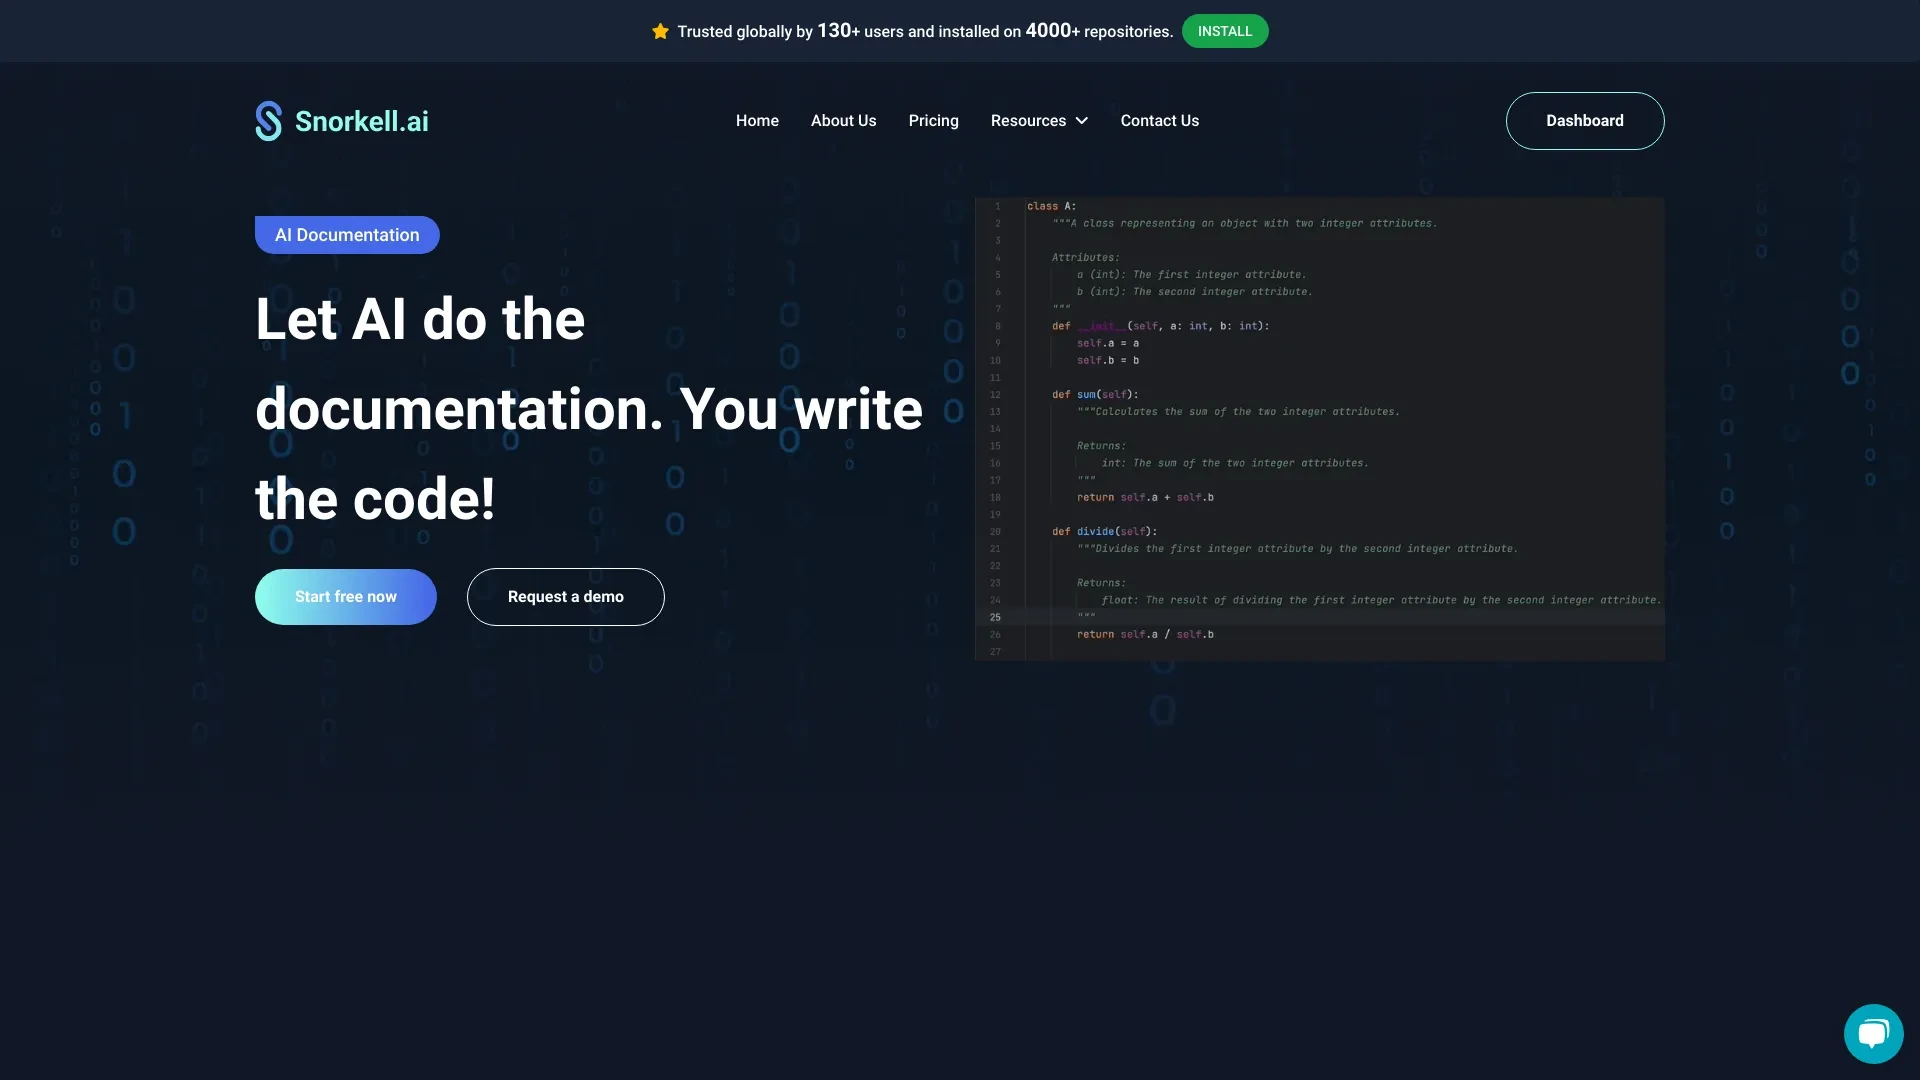 Trusted globally by 130+ users and installed on 4000+ repositories. INSTALL
Snorkell.ai
Home About Us Pricing Resources Contact Us
Dashboard
AI Documentation
Let AI do the
documentation. You write
the code!
Start free now Request a demo
1 class A:
2 """A class representing an object with two integer attributes.
3
4 Attributes:
5 a (int): The first integer attribute.
6 b (int): The second integer attribute.
7 """
8 def __init__(self, a: int, b: int):
9 self.a = a
10 self.b = b
11
12 def sum(self):
13 """Calculates the sum of the two integer attributes.
14
15 Returns:
16 int: The sum of the two integer attributes.
17 """
18 return self.a + self.b
19
20 def divide(self):
21 """Divides the first integer attribute by the second integer attribute.
22
23 Returns:
24 float: The result of dividing the first integer attribute by the second integer attribute.
25 """
26 return self.a / self.b
27